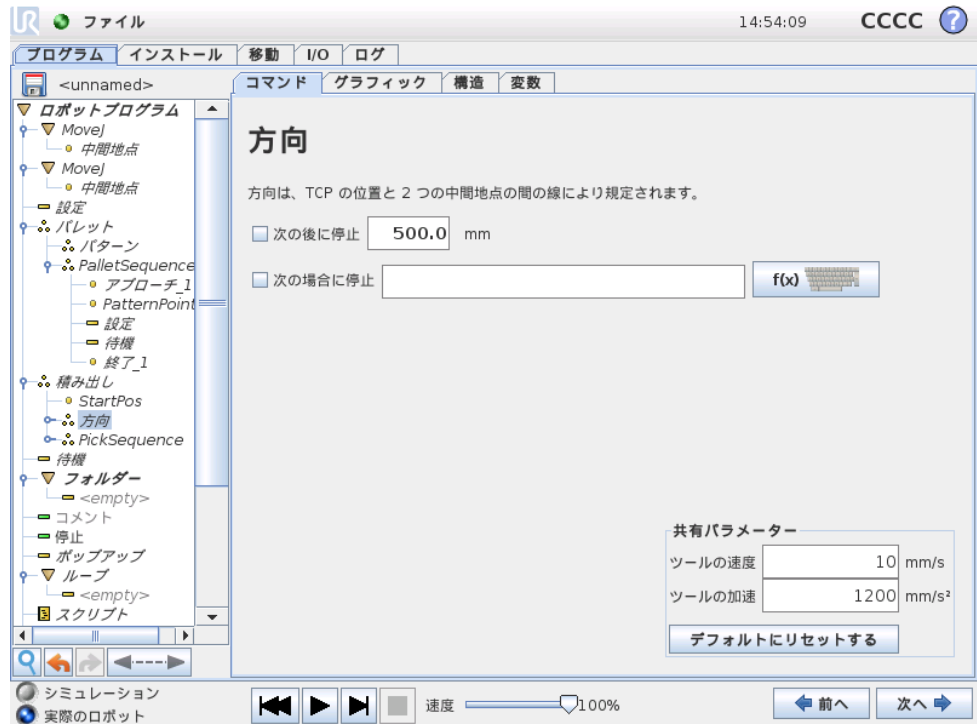 UR ファイル 14:54:09 CCCC ?
プログラム インストール 移動 I/O ログ
<unnamed>
コマンド グラフィック 構造 変数
ロボットプログラム
MoveJ
中間地点
MoveJ
中間地点
設定
パレット
パターン
PalletSequence
アプローチ_1
PatternPoint
設定
待機
終了_1
積み出し
StartPos
方向
PickSequence
待機
フォルダー
<empty>
コメント
停止
ポップアップ
ループ
<empty>
スクリプト
方向
方向は、TCP の位置と 2 つの中間地点の間の線により規定されます。
次の後に停止 500.0 mm
次の場合に停止 f(x)
共有パラメーター
ツールの速度 10 mm/s
ツールの加速 1200 mm/s²
デフォルトにリセットする
シミュレーション
実際のロボット
速度 100%
前へ 次へ